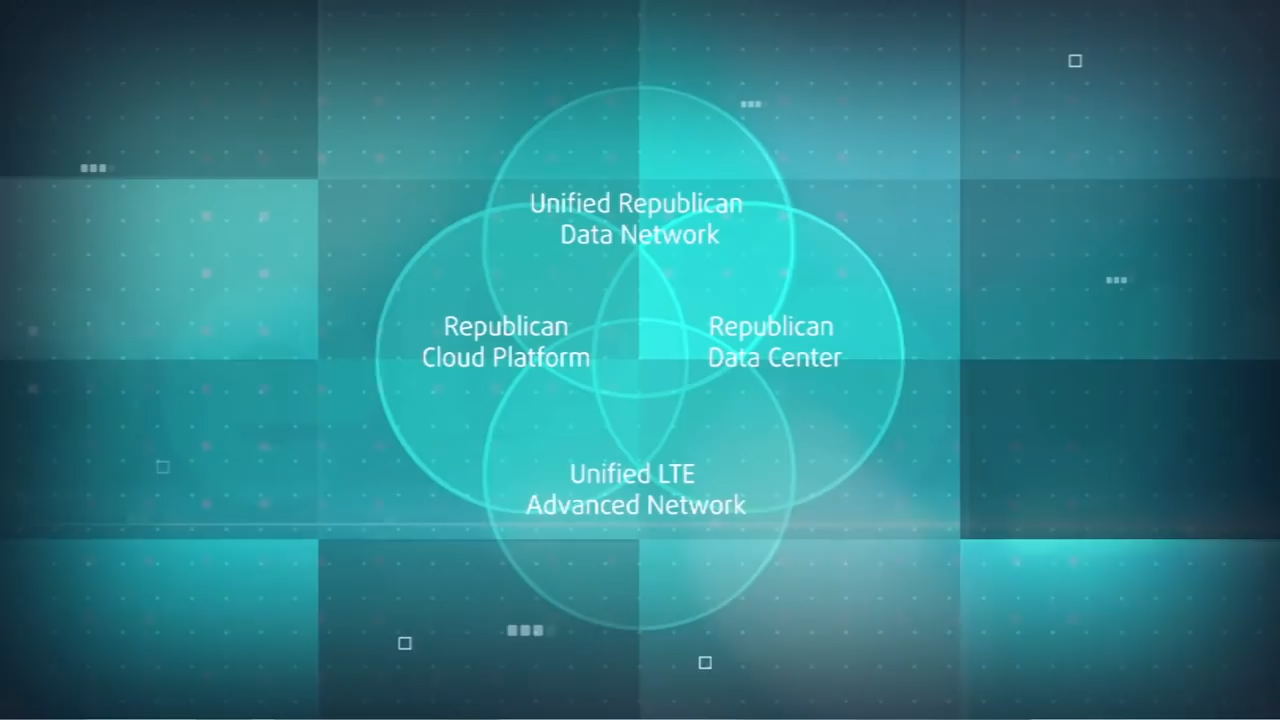 Unified Republican
Data Network
Republican
Cloud Platform
Republican
Data Center
Unified LTE
Advanced Network